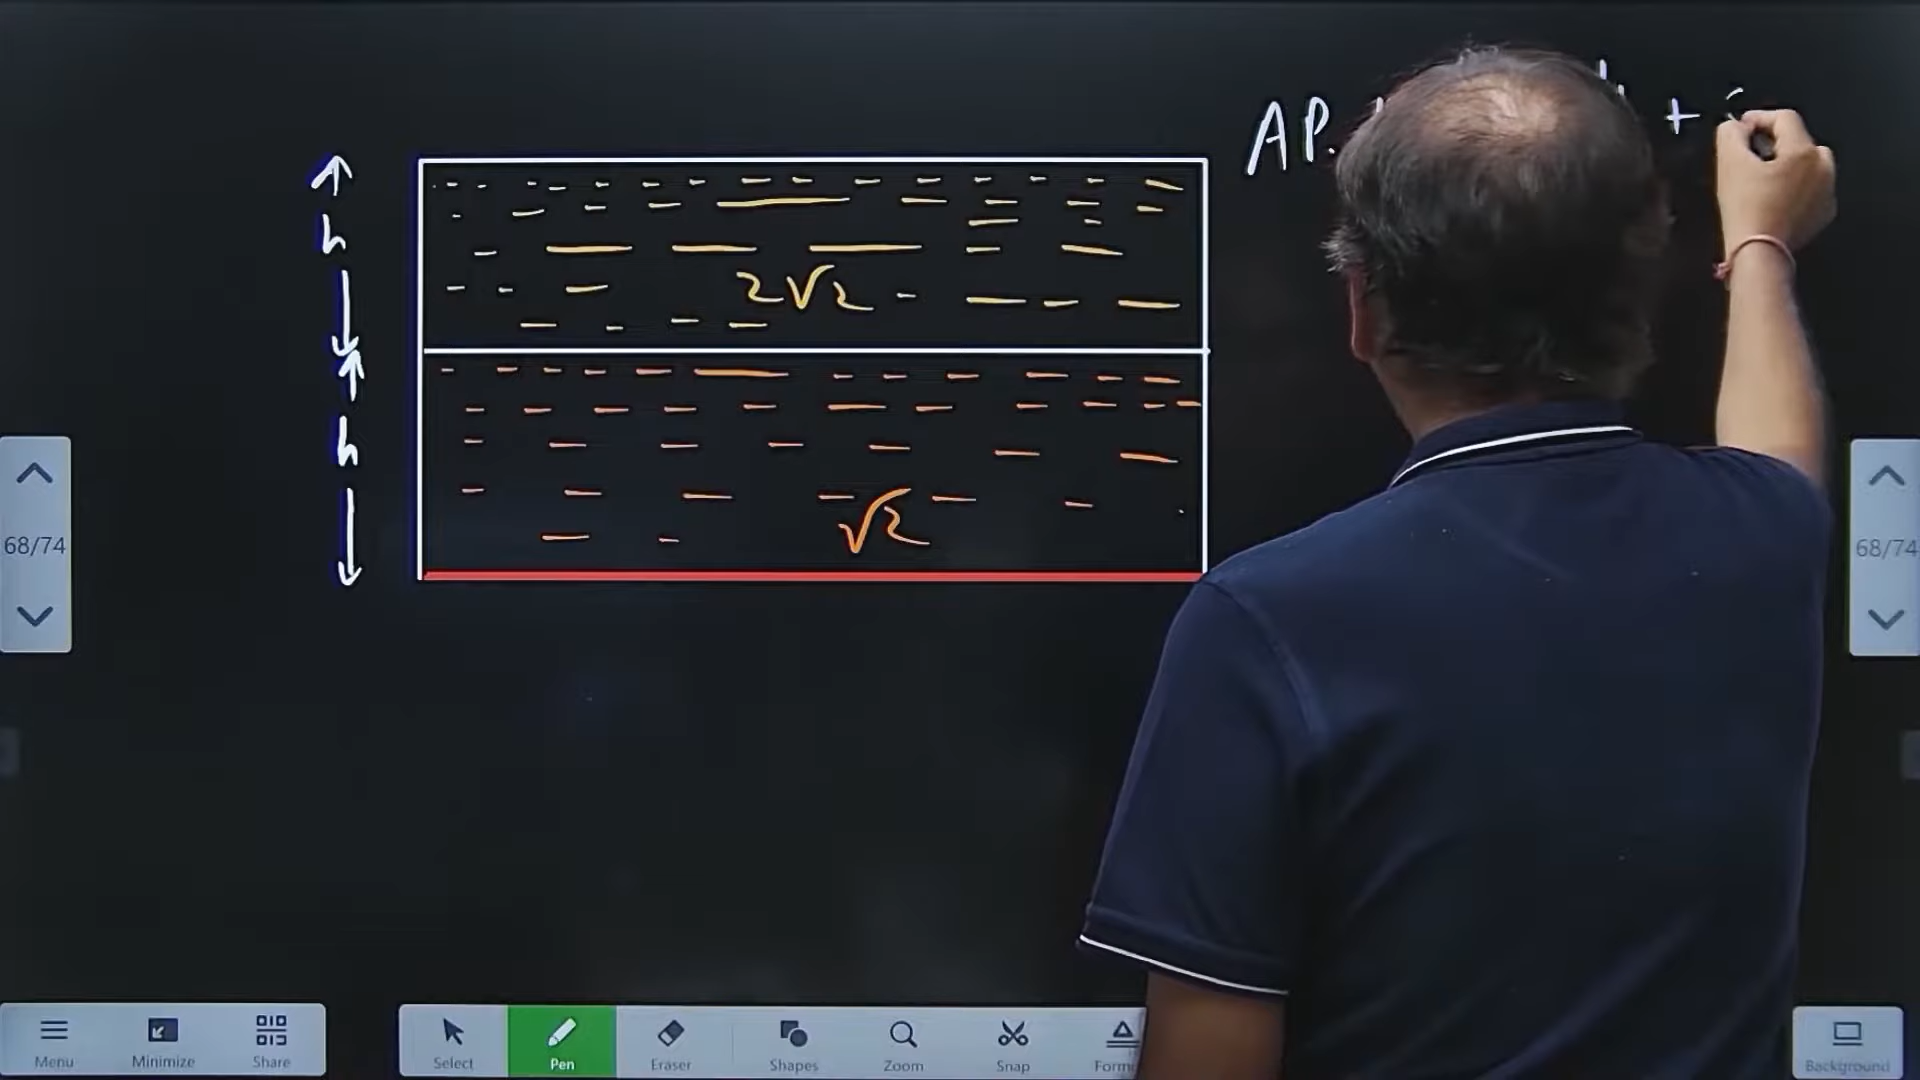 AP. +
h
2√2
h
√2
68/74
68/74
Menu Minimize Share Select Pen Eraser Shapes Zoom Snap Background